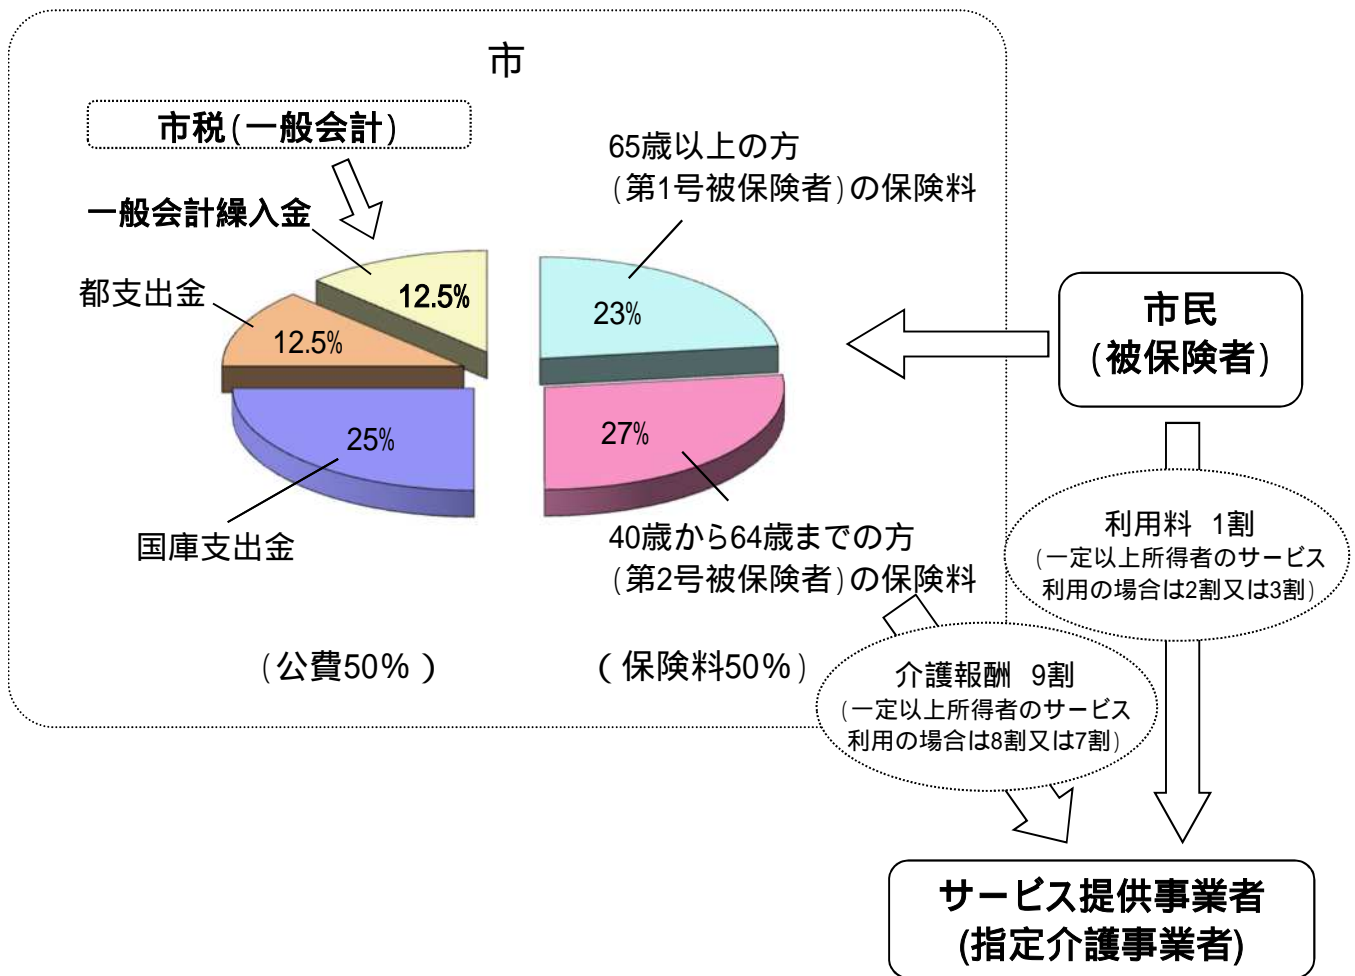 市
市税(一般会計)
一般会計繰入金
都支出金
12.5%
12.5%
25%
国庫支出金
65歳以上の方
(第1号被保険者)の保険料
23%
27%
40歳から64歳までの方
(第2号被保険者)の保険料
(公費50%)
(保険料50%)
市民
(被保険者)
利用料 1割
(一定以上所得者のサービス
利用の場合は2割又は3割)
介護報酬 9割
(一定以上所得者のサービス
利用の場合は8割又は7割)
サービス提供事業者
(指定介護事業者)